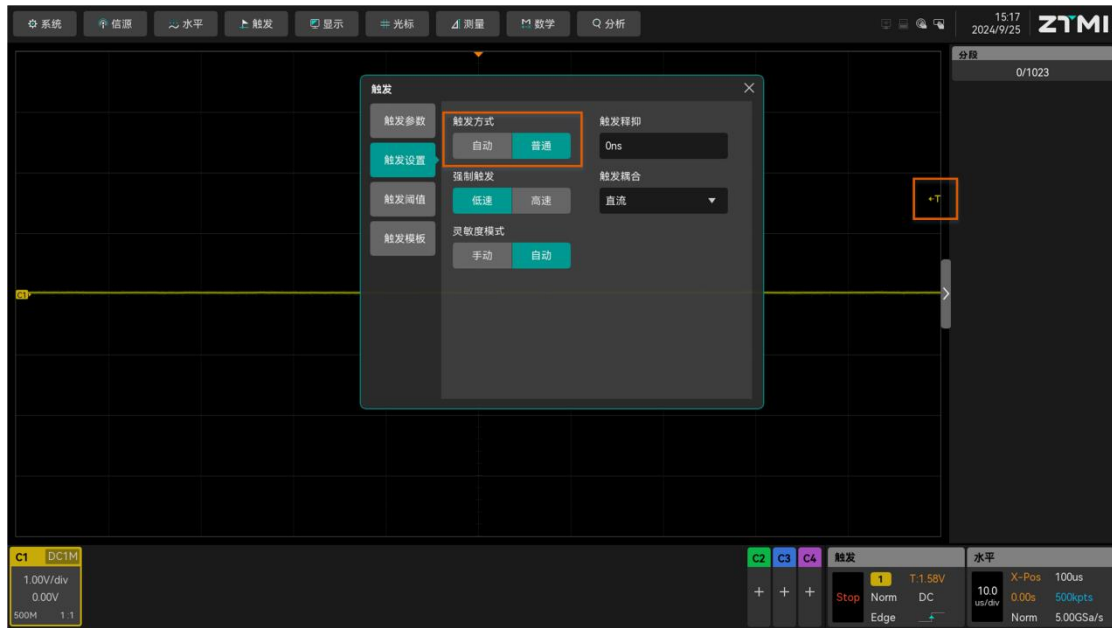 系统 信源 水平 触发 显示 光标 测量 数学 分析 15:17 ZTMI
2024/9/25
分段
0/1023
触发
触发参数 触发方式 触发释抑
自动 普通 0ns
触发设置
强制触发 触发耦合
触发阈值 低速 高速 直流
灵敏度模式
触发模板 手动 自动
T
C1
C1 DC1M C2 C3 C4 触发 水平
1.00V/div 1 T:1.58V X-Pos 100us
0.00V + + + Stop Norm DC 10.0 us/div 0.00s 500kpts
500M 1:1 Edge Norm 5.00GSa/s